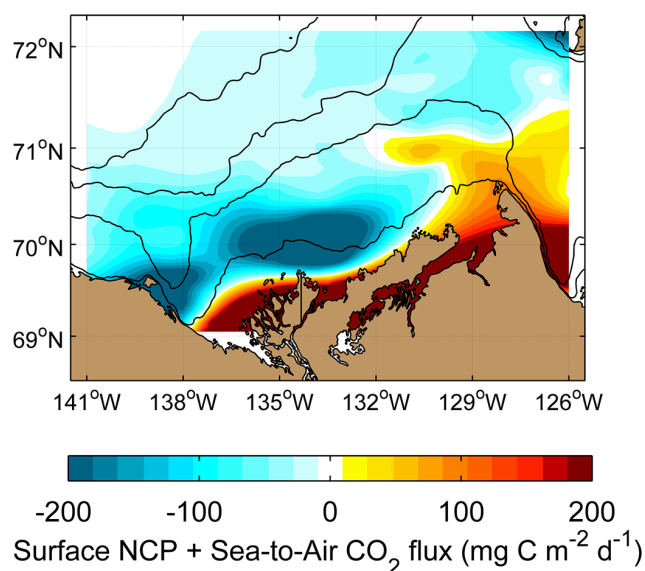 72°N
71°N
70°N
69°N
141°W 138°W 135°W 132°W 129°W 126°W
-200 -100 0 100 200
Surface NCP + Sea-to-Air CO₂ flux (mg C m⁻² d⁻¹)